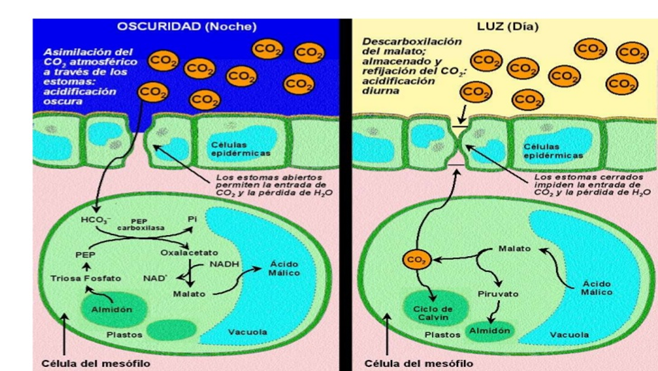 OSCURIDAD (Noche)
Asimilación del
CO2 atmosférico
a través de los
estomas:
acidificación
oscura
CO2
CO2
CO2
CO2
CO2
CO2
CO2
Células
epidérmicas
Los estomas abiertos
permiten la entrada de
CO2 y la pérdida de H2O
HCO3-
PEP
carboxilasa
Pi
PEP
Oxalacetato
NADH
NAD+
Triosa Fosfato
Malato
Ácido
Málico
Almidón
Plastos
Vacuola
Célula del mesófilo
LUZ (Día)
Descarboxilación
del malato;
almacenado y
refijación del CO2:
acidificación
diurna
CO2
CO2
CO2
CO2
CO2
CO2
CO2
CO2
Células
epidérmicas
Los estomas cerrados
impiden la entrada de
CO2 y la pérdida de H2O
CO2
Malato
Piruvato
Ácido
Málico
Ciclo de
Calvin
Plastos
Almidón
Vacuola
Célula del mesófilo